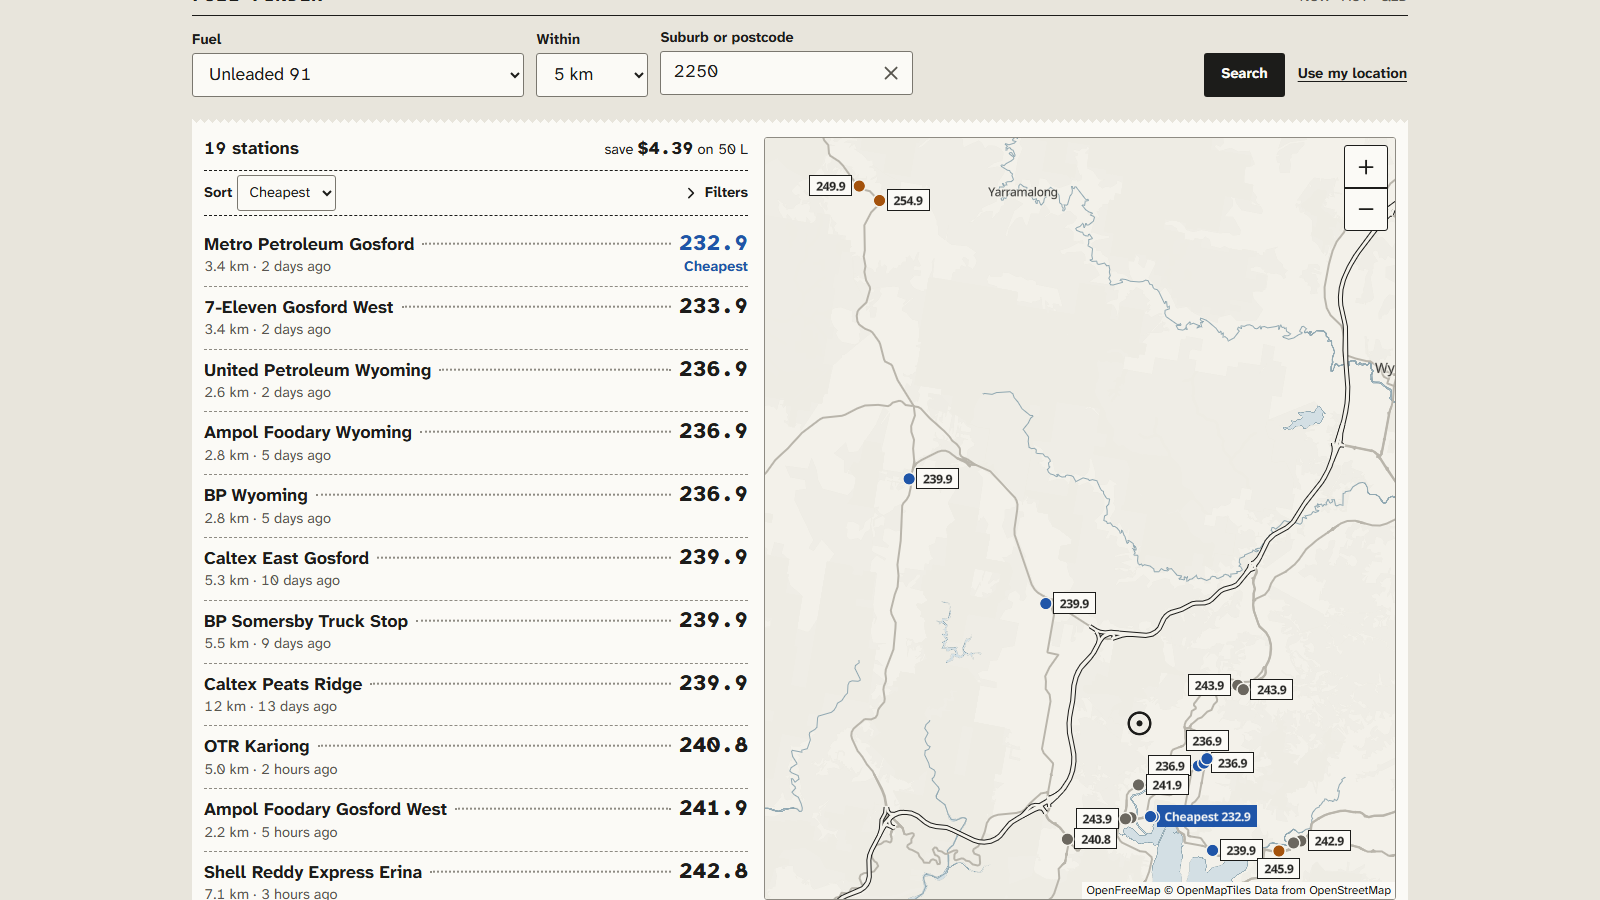 Fuel
Within
Suburb or postcode
Unleaded 91
5 km
2250
Search
Use my location
19 stations
save $4.39 on 50 L
Sort
Cheapest
Filters
Metro Petroleum Gosford
232.9
3.4 km · 2 days ago
Cheapest
7-Eleven Gosford West
233.9
3.4 km · 2 days ago
United Petroleum Wyoming
236.9
2.6 km · 2 days ago
Ampol Foodary Wyoming
236.9
2.8 km · 5 days ago
BP Wyoming
236.9
2.8 km · 5 days ago
Caltex East Gosford
239.9
5.3 km · 10 days ago
BP Somersby Truck Stop
239.9
5.5 km · 9 days ago
Caltex Peats Ridge
239.9
12 km · 13 days ago
OTR Kariong
240.8
5.0 km · 2 hours ago
Ampol Foodary Gosford West
241.9
2.2 km · 5 hours ago
Shell Reddy Express Erina
242.8
7.1 km · 3 hours ago
+
−
249.9
254.9
Yarramalong
Wy
239.9
239.9
243.9
243.9
236.9
236.9
236.9
241.9
243.9
Cheapest 232.9
240.8
239.9
242.9
245.9
OpenFreeMap © OpenMapTiles Data from OpenStreetMap